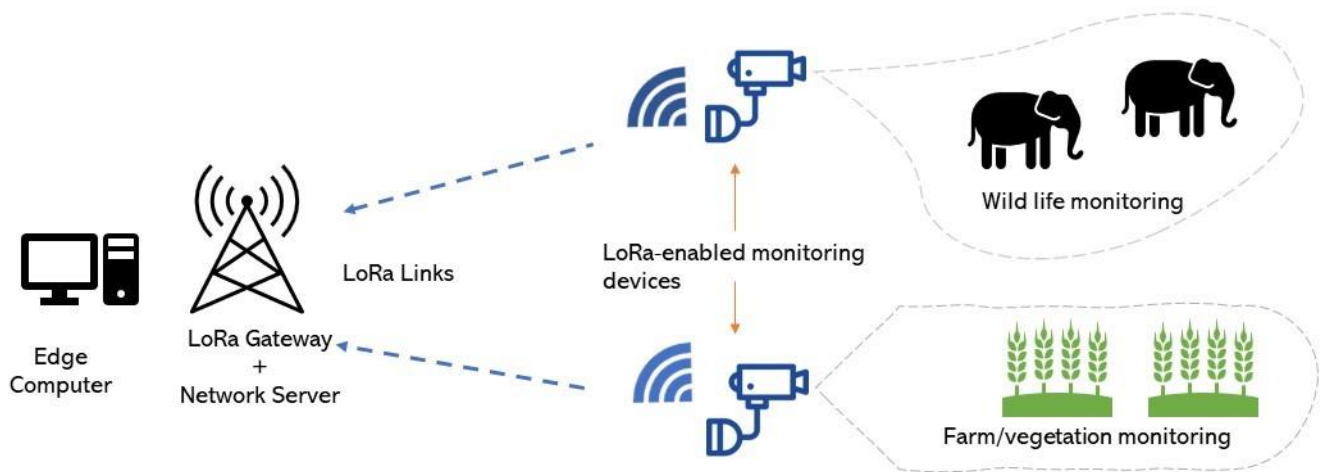 Wild life monitoring
LoRa-enabled monitoring
devices
LoRa Links
Edge
Computer
LoRa Gateway
+
Network Server
Farm/vegetation monitoring